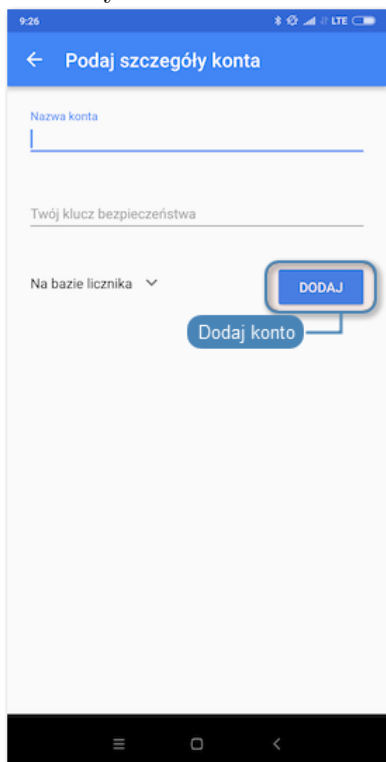 9:26 LTE
Podaj szczegóły konta
Nazwa konta
Twój klucz bezpieczeństwa
Na bazie licznika
DODAJ
Dodaj konto